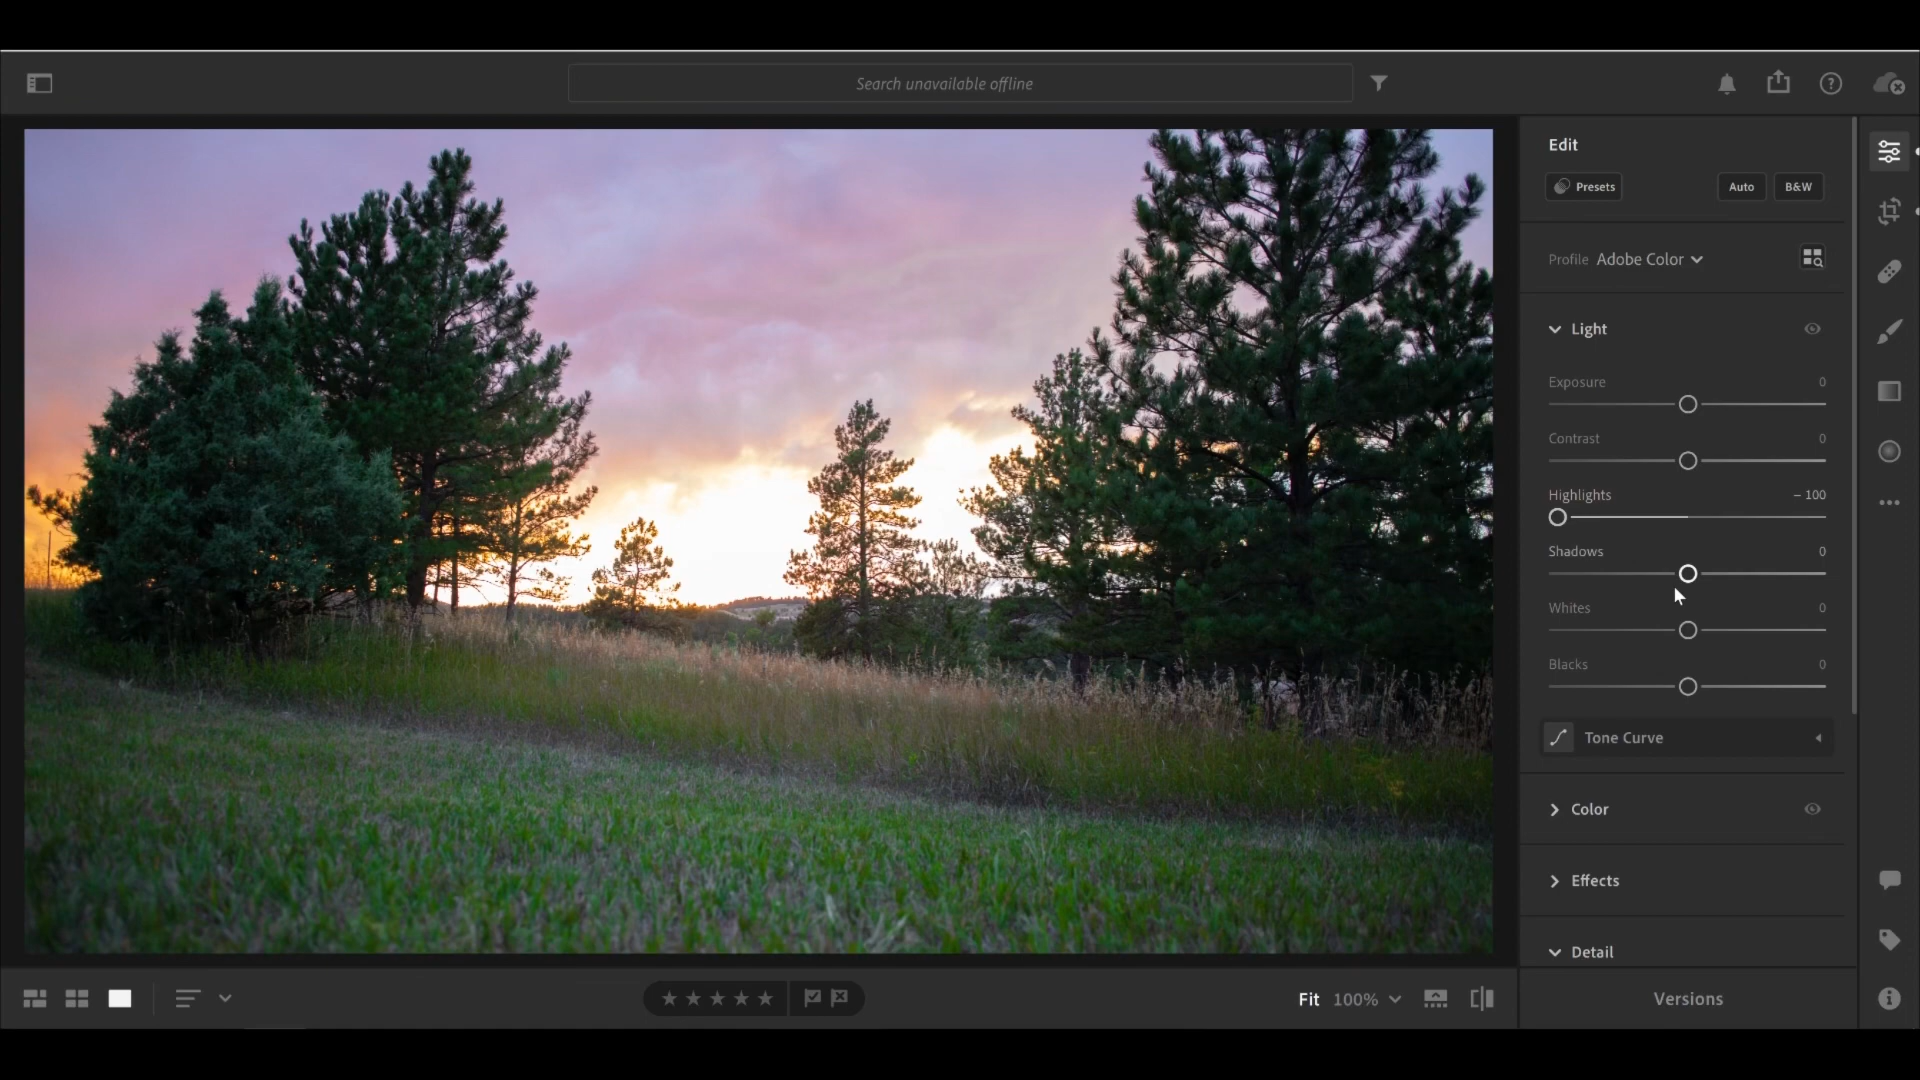 Search unavailable offline
Edit
Presets
Auto
B&W
Profile Adobe Color
Light
Exposure 0
Contrast 0
Highlights – 100
Shadows 0
Whites 0
Blacks 0
Tone Curve
Color
Effects
Detail
Fit 100%
Versions